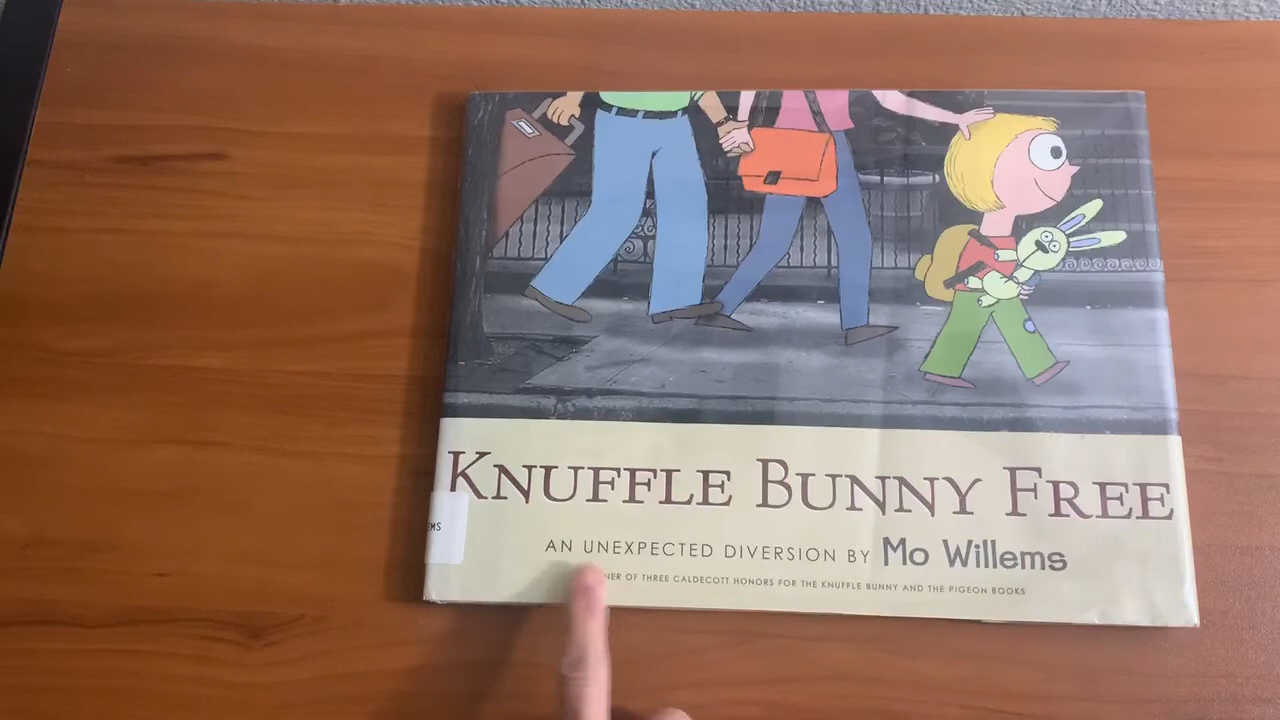 KNUFFLE BUNNY FREE
EMS
AN UNEXPECTED DIVERSION BY Mo Willems
OF THREE CALDECOTT HONORS FOR THE KNUFFLE BUNNY AND THE PIGEON BOOKS